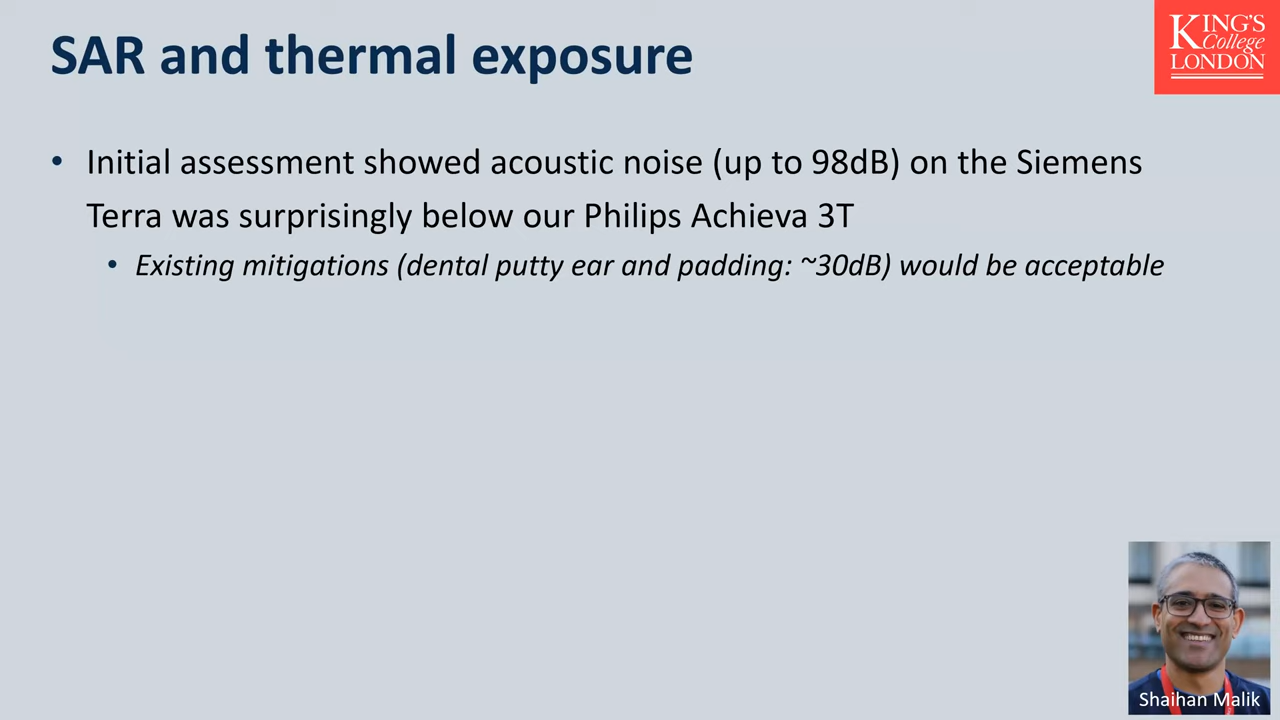 SAR and thermal exposure
KING'S
College
LONDON
• Initial assessment showed acoustic noise (up to 98dB) on the Siemens
Terra was surprisingly below our Philips Achieva 3T
• Existing mitigations (dental putty ear and padding: ~30dB) would be acceptable
Shaihan Malik